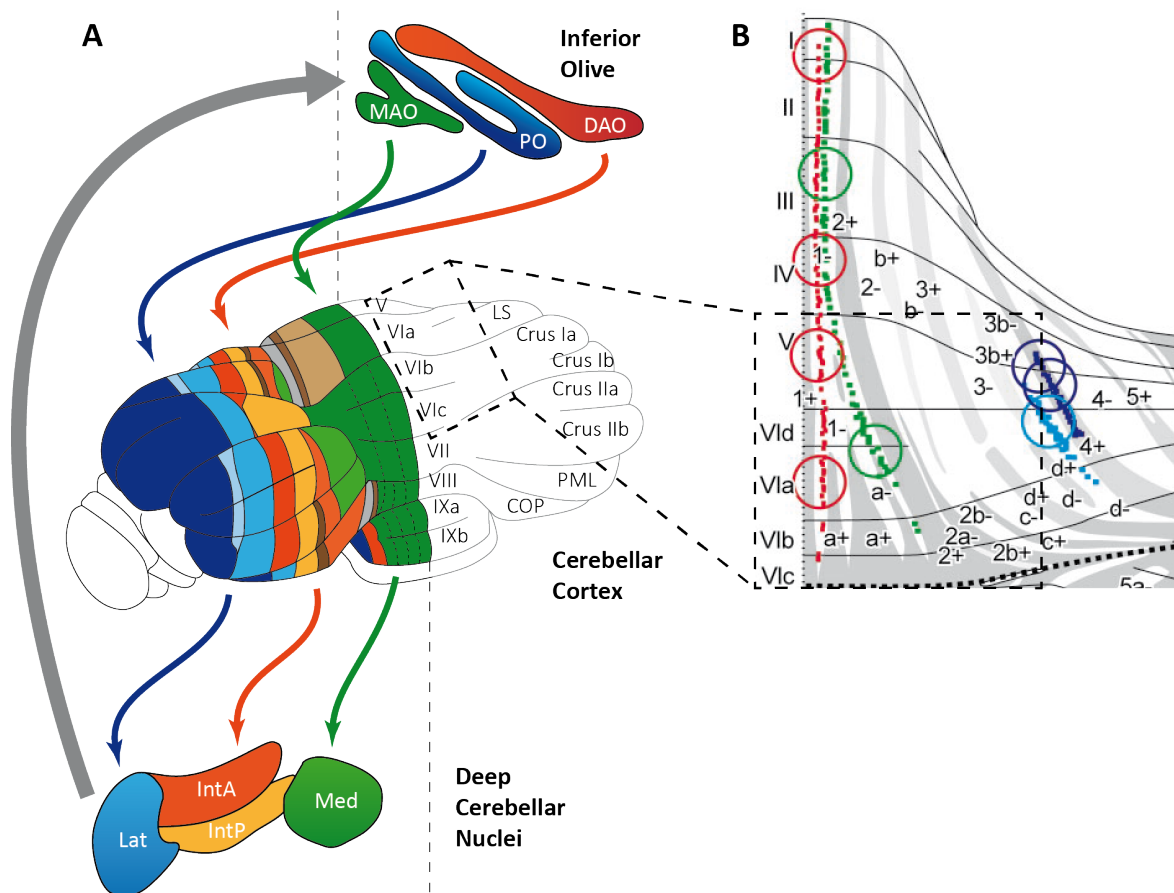 A
Inferior
Olive
MAO
PO
DAO
V
LS
VIa
Crus Ia
VIb
Crus Ib
Crus IIa
VIc
Crus IIb
VII
VIII
PML
IXa
COP
IXb
Cerebellar
Cortex
Lat
IntA
IntP
Med
Deep
Cerebellar
Nuclei
B
I
II
III
2+
IV
1-
b+
2-
3+
b-
3b-
V
3b+
3-
1+
4-
5+
VId
1-
4+
d+
VIa
a-
d+
d-
d-
2b-
c-
VIb
a+
a+
2a-
c+
2+
2b+
VIc
5a-